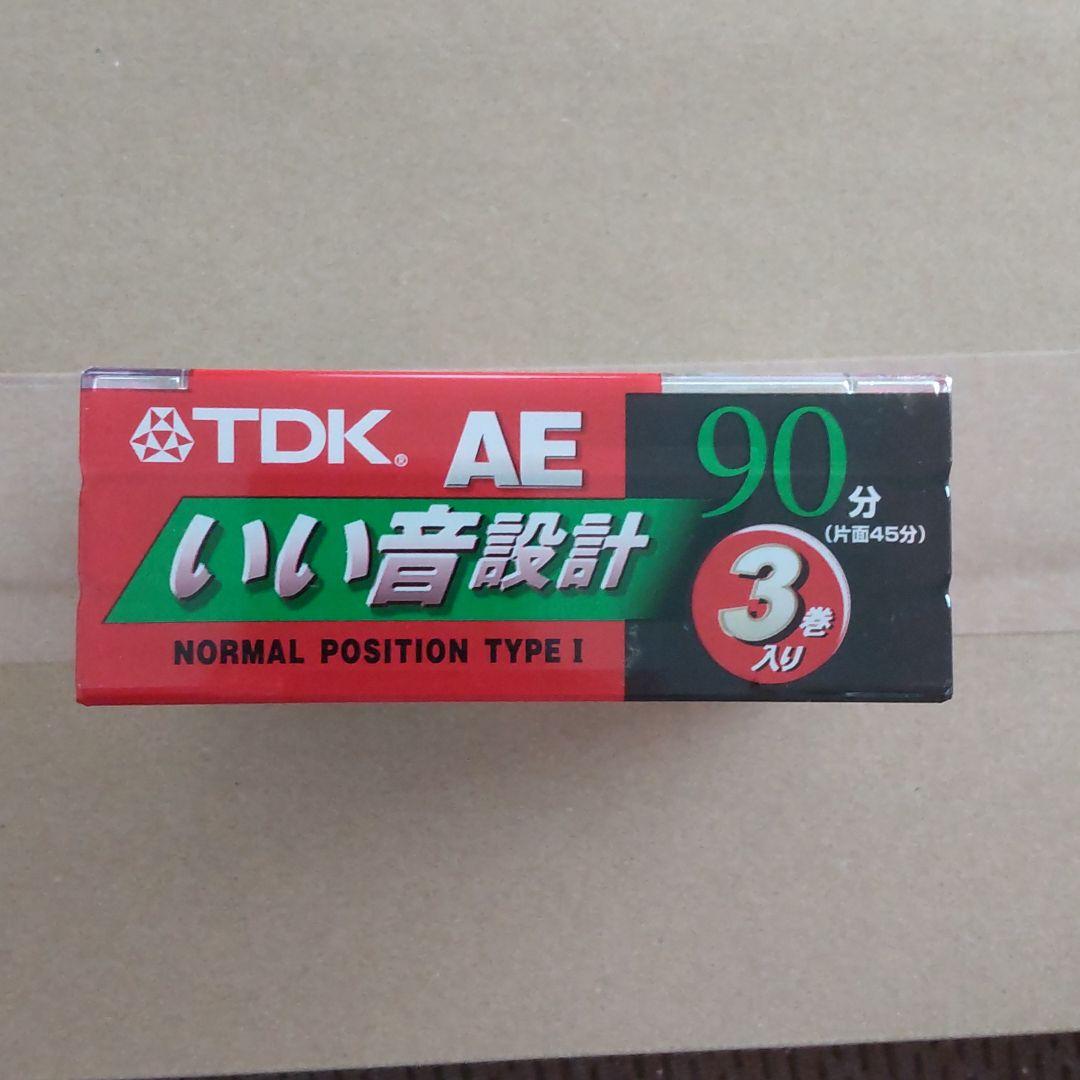 TDK® AE
いい音設計
NORMAL POSITION TYPE I
90分
(片面45分)
3巻
入り